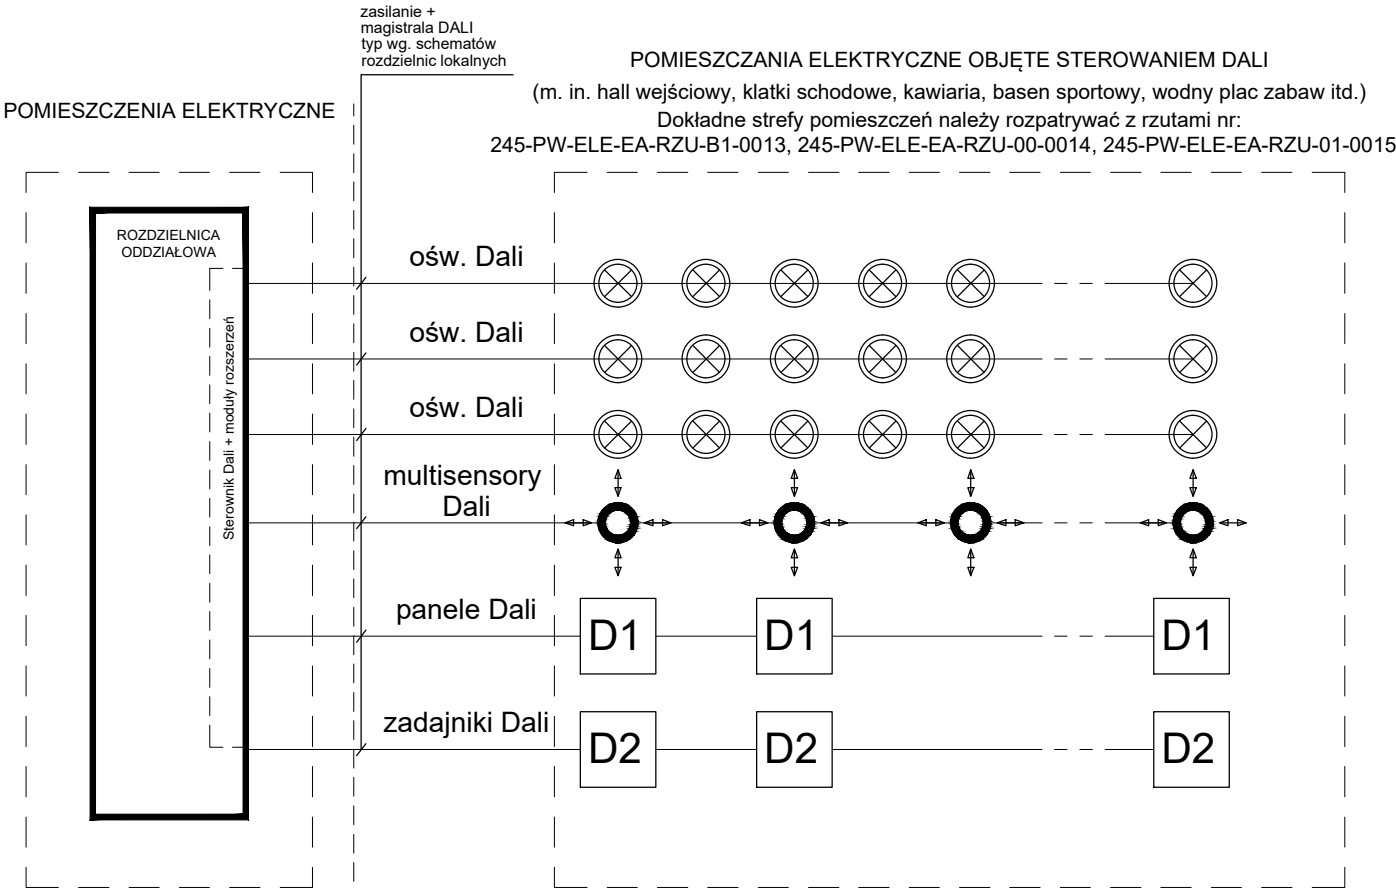 zasilanie +
magistrala DALI
typ wg. schematów
rozdzielnic lokalnych
POMIESZCZENIA ELEKTRYCZNE
POMIESZCZANIA ELEKTRYCZNE OBJĘTE STEROWANIEM DALI
(m. in. hall wejściowy, klatki schodowe, kawiaria, basen sportowy, wodny plac zabaw itd.)
Dokładne strefy pomieszczeń należy rozpatrywać z rzutami nr:
245-PW-ELE-EA-RZU-B1-0013, 245-PW-ELE-EA-RZU-00-0014, 245-PW-ELE-EA-RZU-01-0015
ROZDZIELNICA
ODDZIAŁOWA
Sterownik Dali + moduły rozszerzeń
ośw. Dali
ośw. Dali
ośw. Dali
multisensory
Dali
panele Dali
D1 D1 D1
zadajniki Dali
D2 D2 D2